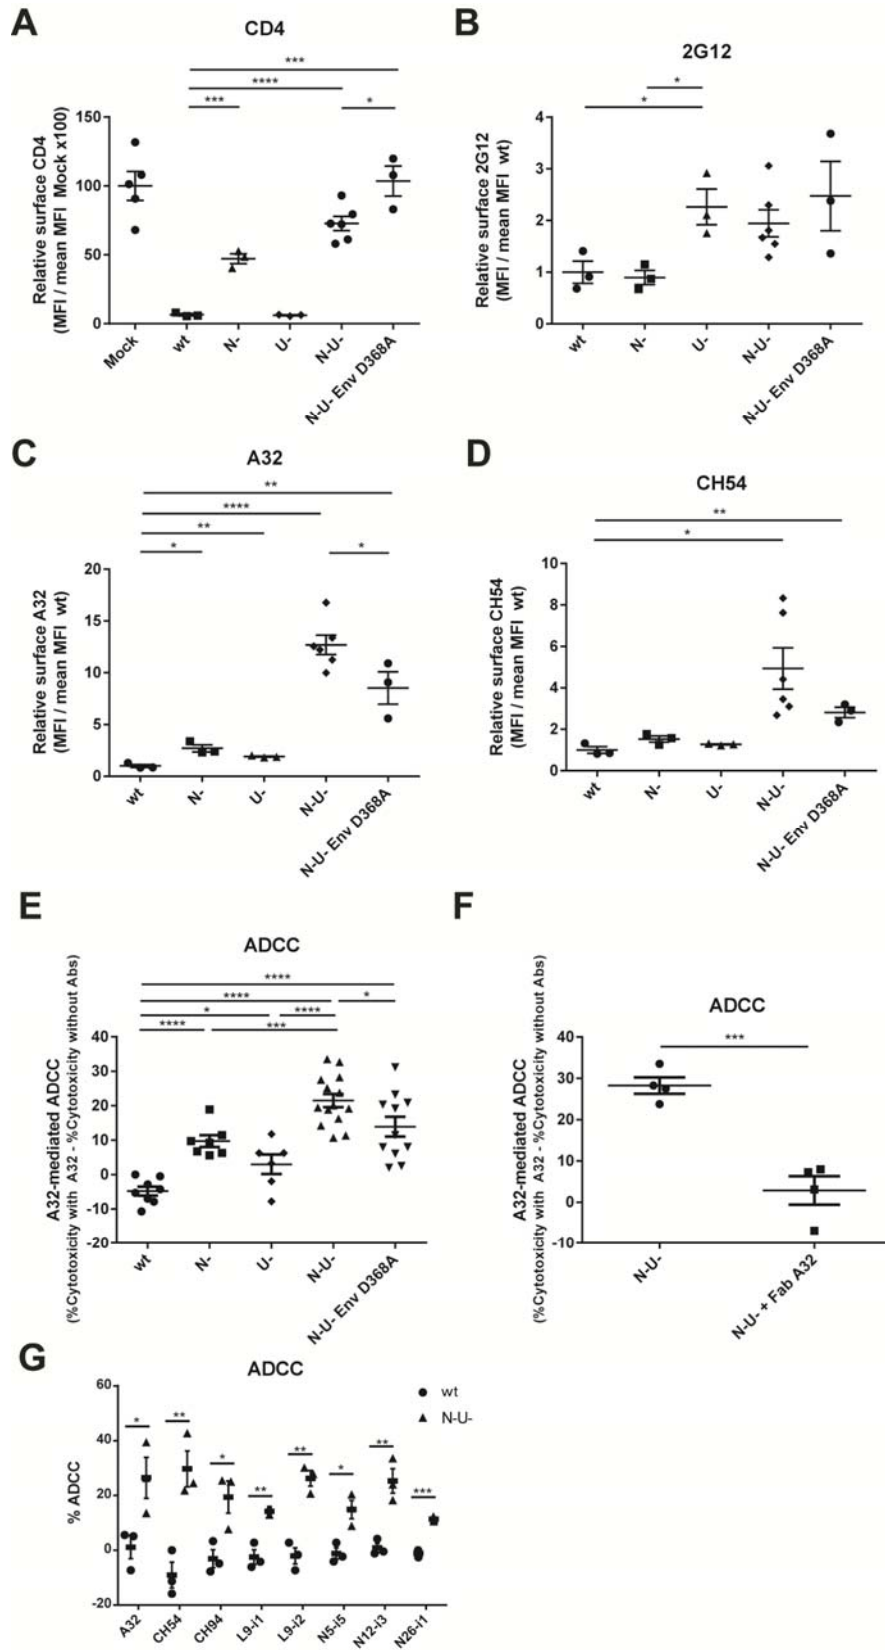 A
CD4
***
****
***
*
Relative surface CD4
(MFI / mean MFI Mock x100)
150
100
50
0
Mock
wt
N-
U-
N-U-
N-U- Env D368A
B
2G12
*
*
Relative surface 2G12
(MFI / mean MFI wt)
4
3
2
1
0
wt
N-
U-
N-U-
N-U- Env D368A
C
A32
**
****
**
*
*
Relative surface A32
(MFI / mean MFI wt)
20
15
10
5
0
wt
N-
U-
N-U-
N-U- Env D368A
D
CH54
**
*
Relative surface CH54
(MFI / mean MFI wt)
10
8
6
4
2
0
wt
N-
U-
N-U-
N-U- Env D368A
E
ADCC
****
****
*
*
****
****
***
A32-mediated ADCC
(%Cytotoxicity with A32 - %Cytotoxicity without Abs)
40
30
20
10
0
-10
-20
wt
N-
U-
N-U-
N-U- Env D368A
F
ADCC
***
A32-mediated ADCC
(%Cytotoxicity with A32 - %Cytotoxicity without Abs)
40
30
20
10
0
-10
N-U-
N-U- + Fab A32
G
ADCC
wt
N-U-
*
**
*
**
**
*
**
***
% ADCC
60
40
20
0
-20
A32
CH54
CH94
L9-i1
L9-i2
N5-i5
N12-i3
N26-i1